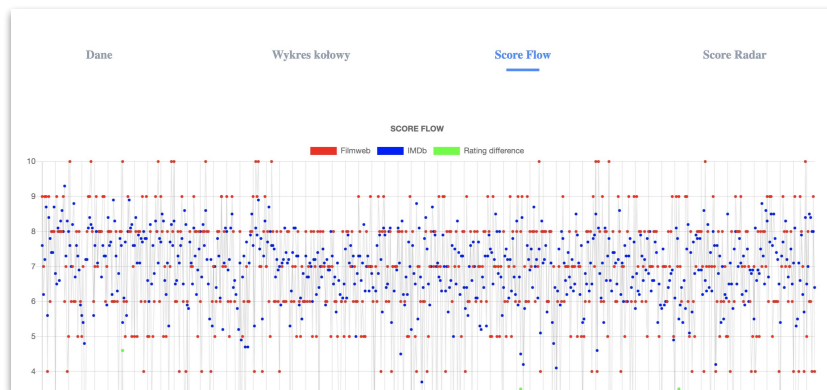 Dane Wykres kołowy Score Flow Score Radar
SCORE FLOW
Filmweb IMDb Rating difference
10
9
8
7
6
5
4